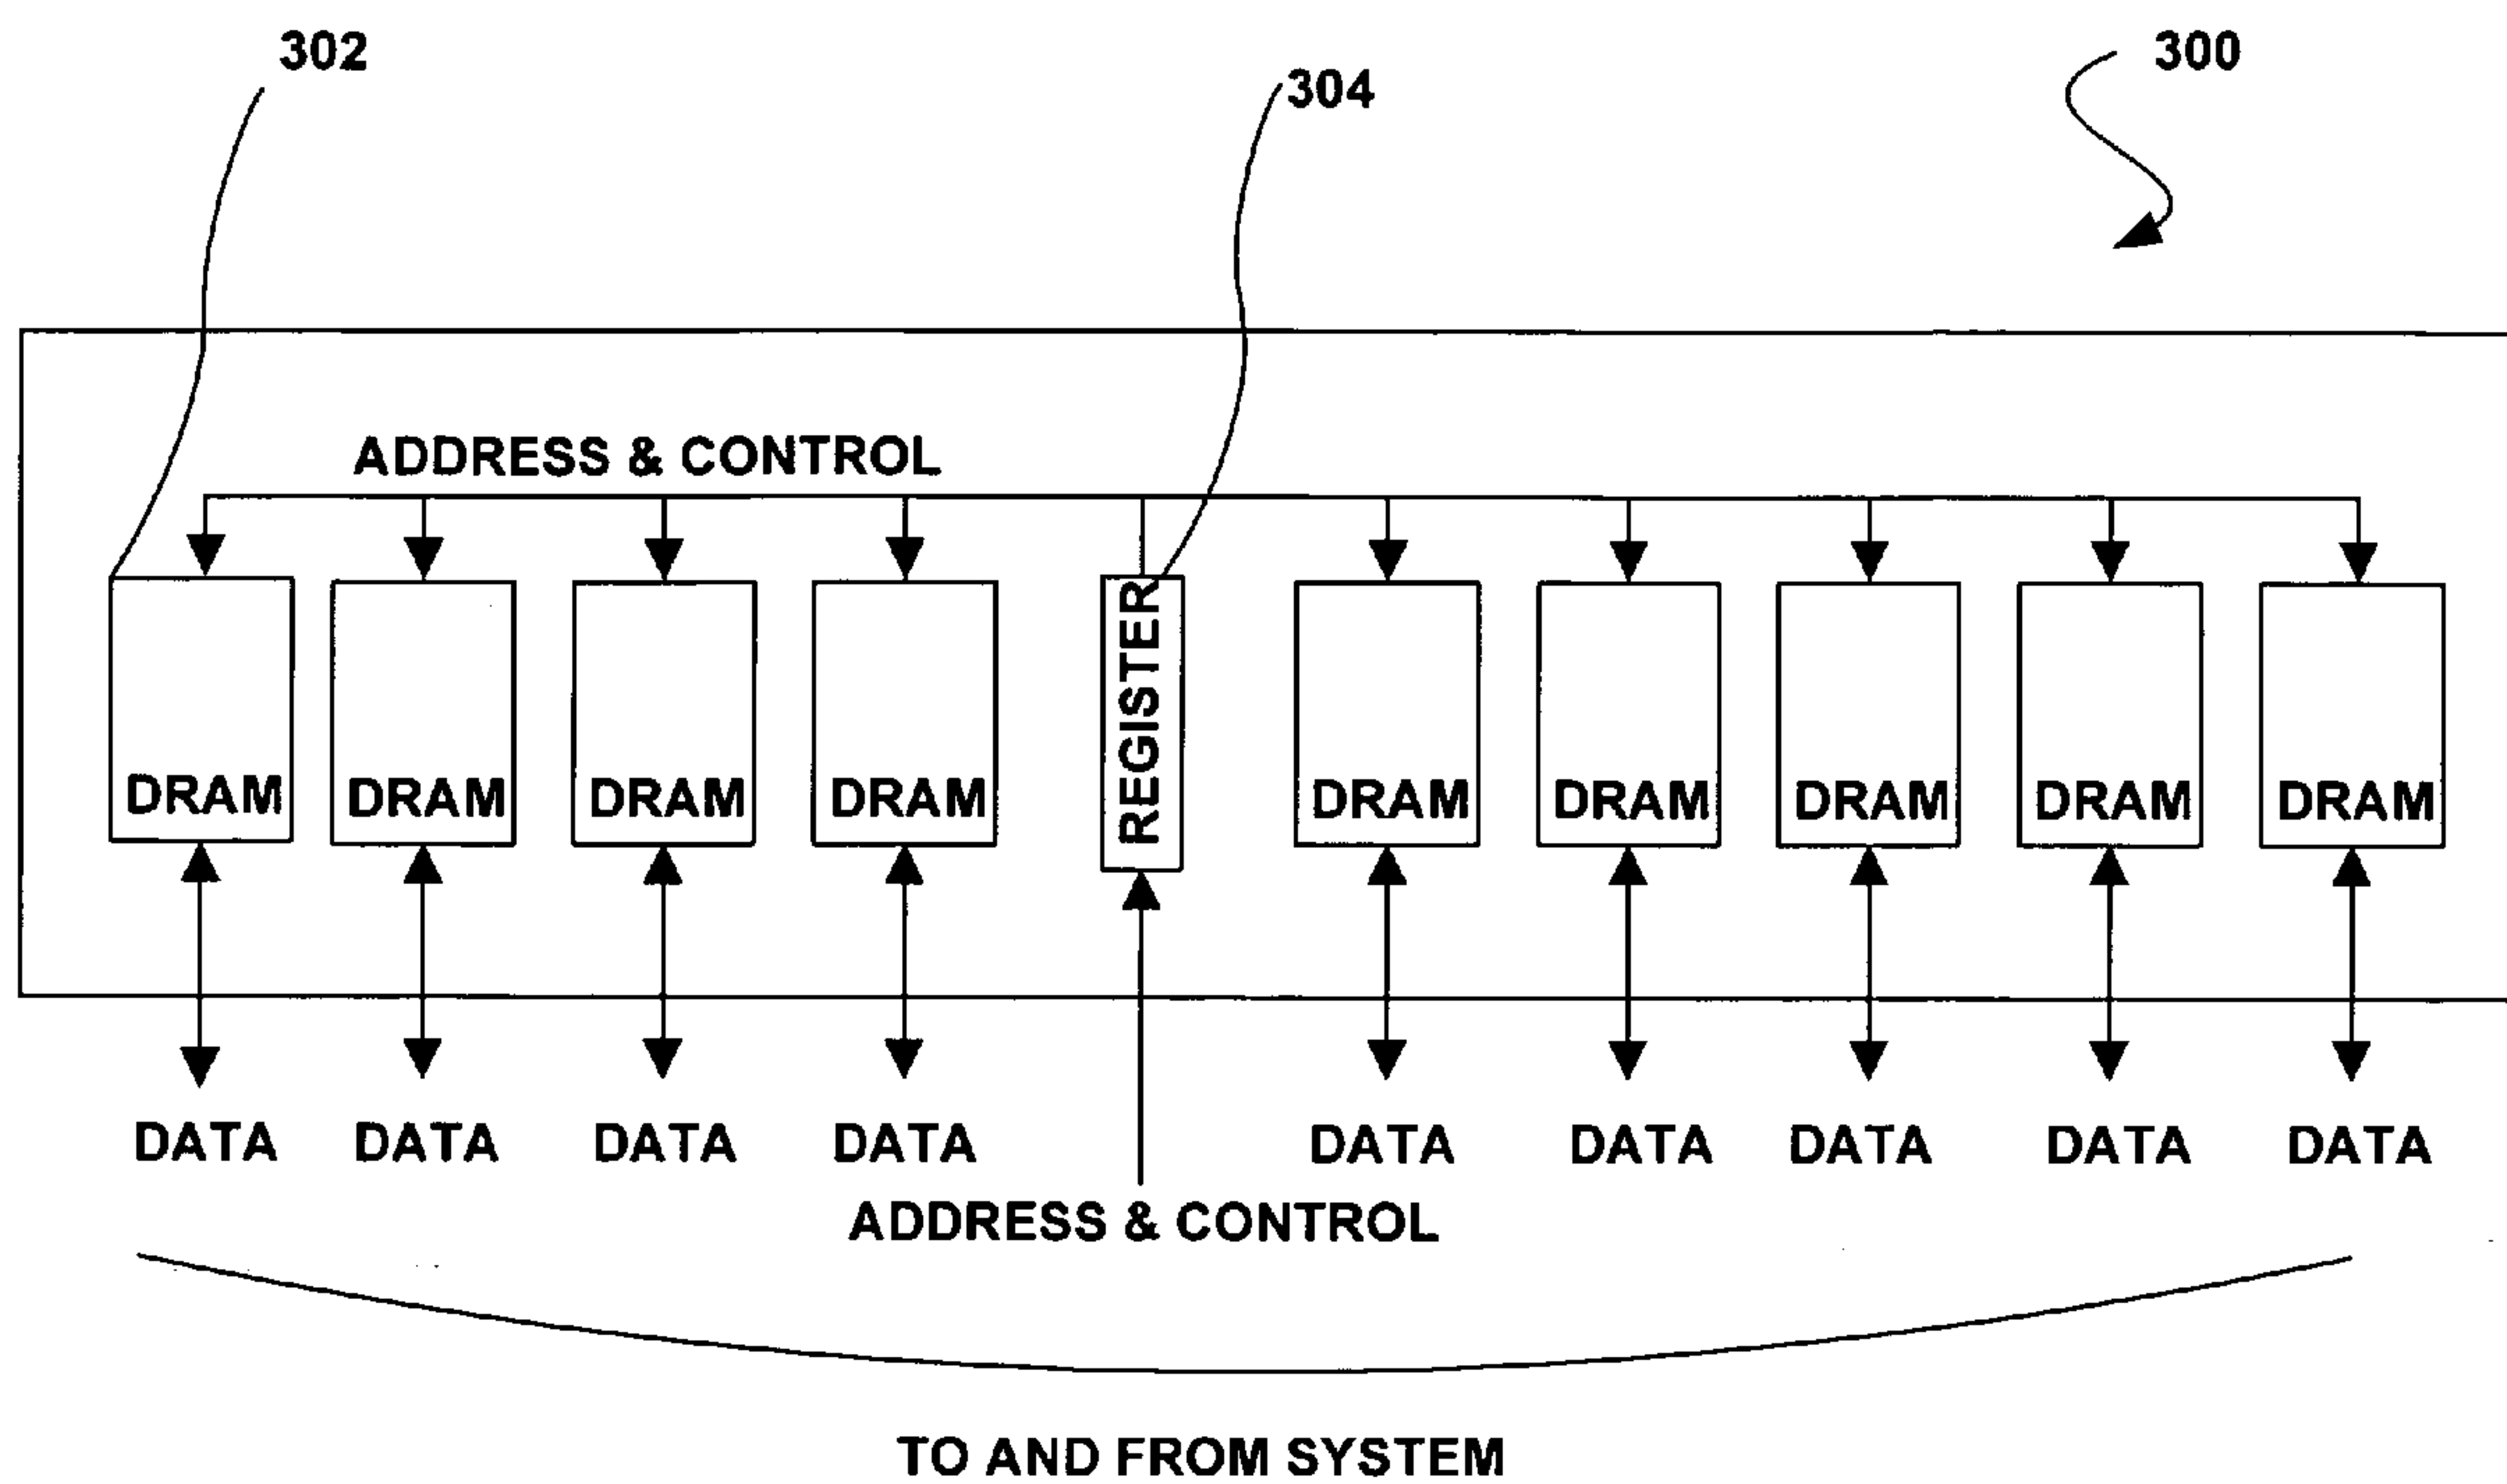 302
304
300
ADDRESS & CONTROL
DRAM DRAM DRAM DRAM REGISTER DRAM DRAM DRAM DRAM DRAM
DATA DATA DATA DATA DATA DATA DATA DATA DATA
ADDRESS & CONTROL
TO AND FROM SYSTEM